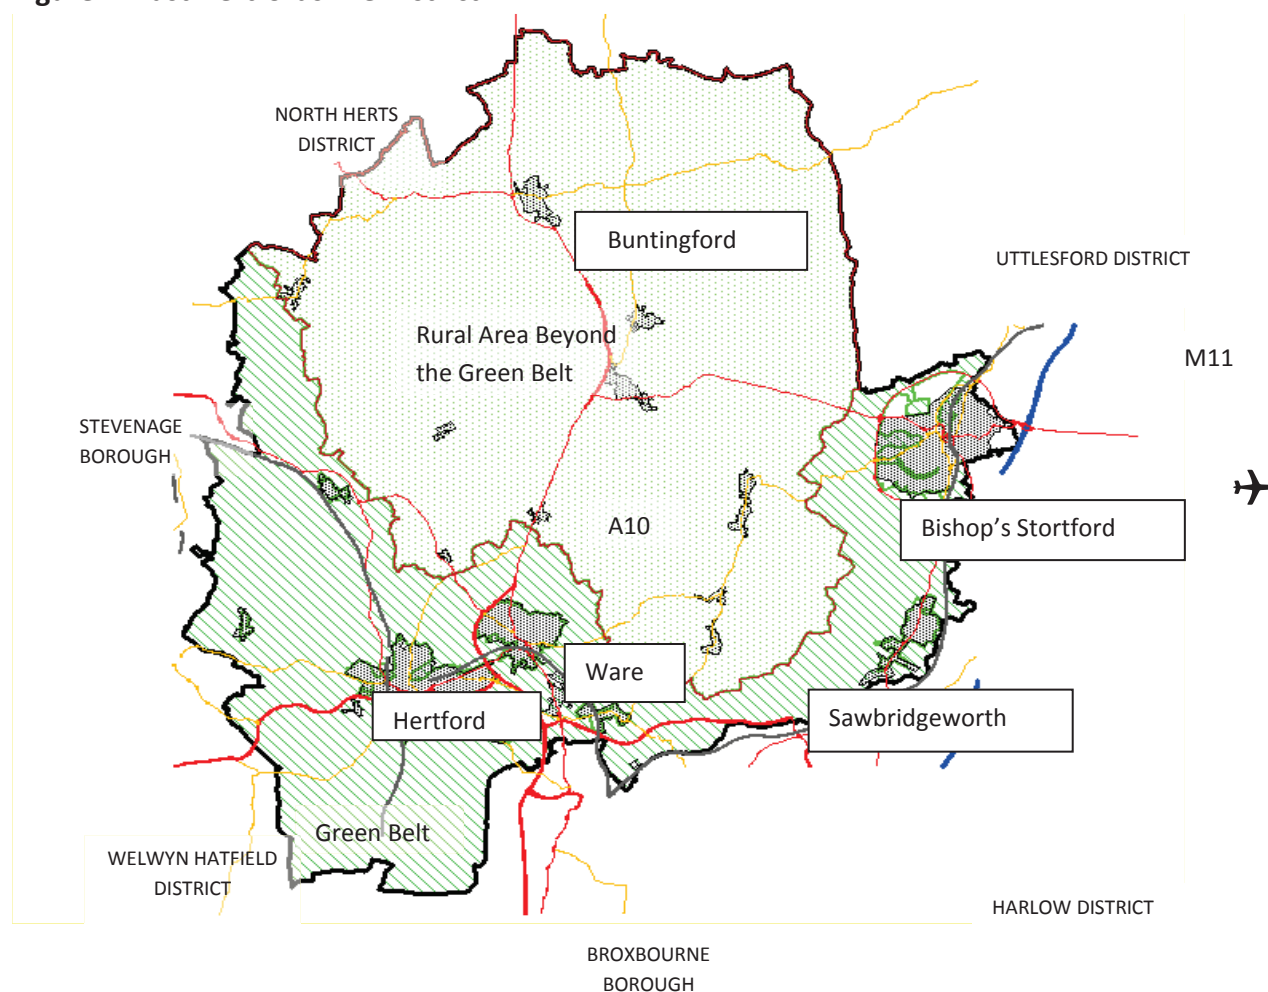 NORTH HERTS
DISTRICT
Buntingford
UTTLESFORD DISTRICT
Rural Area Beyond
the Green Belt
M11
STEVENAGE
BOROUGH
A10
Bishop's Stortford
Ware
Hertford
Sawbridgeworth
Green Belt
WELWYN HATFIELD
DISTRICT
HARLOW DISTRICT
BROXBOURNE
BOROUGH